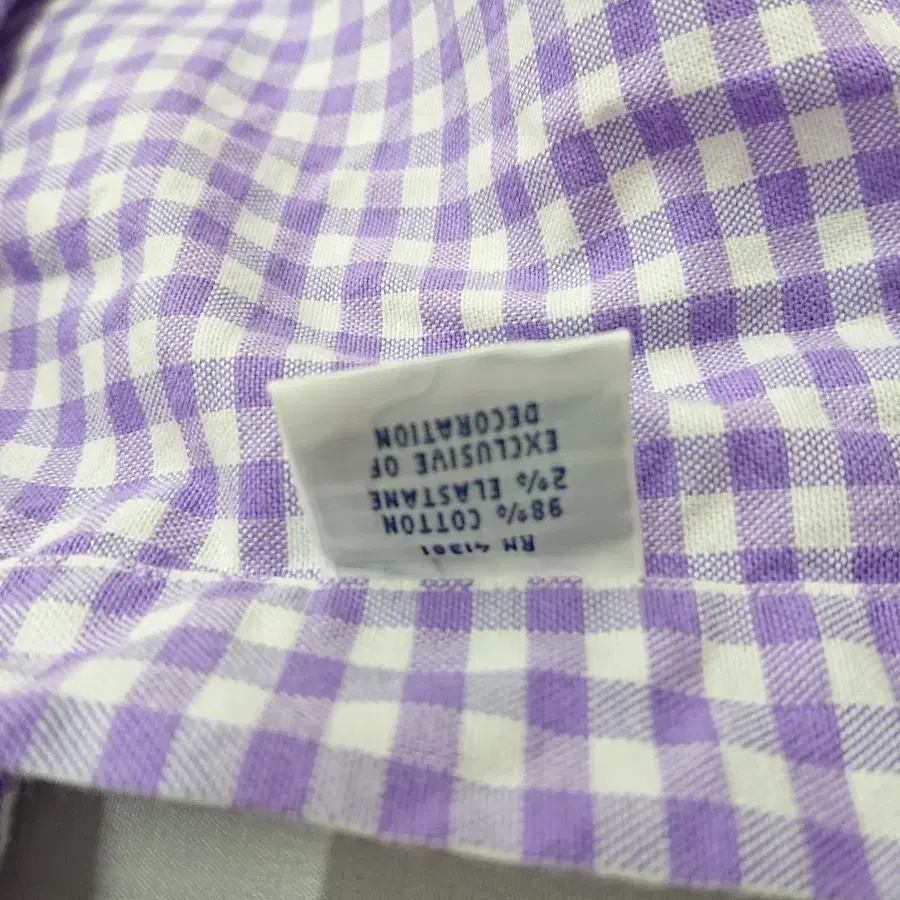 RN 41381
98% COTTON
2% ELASTANE
EXCLUSIVE OF
DECORATION